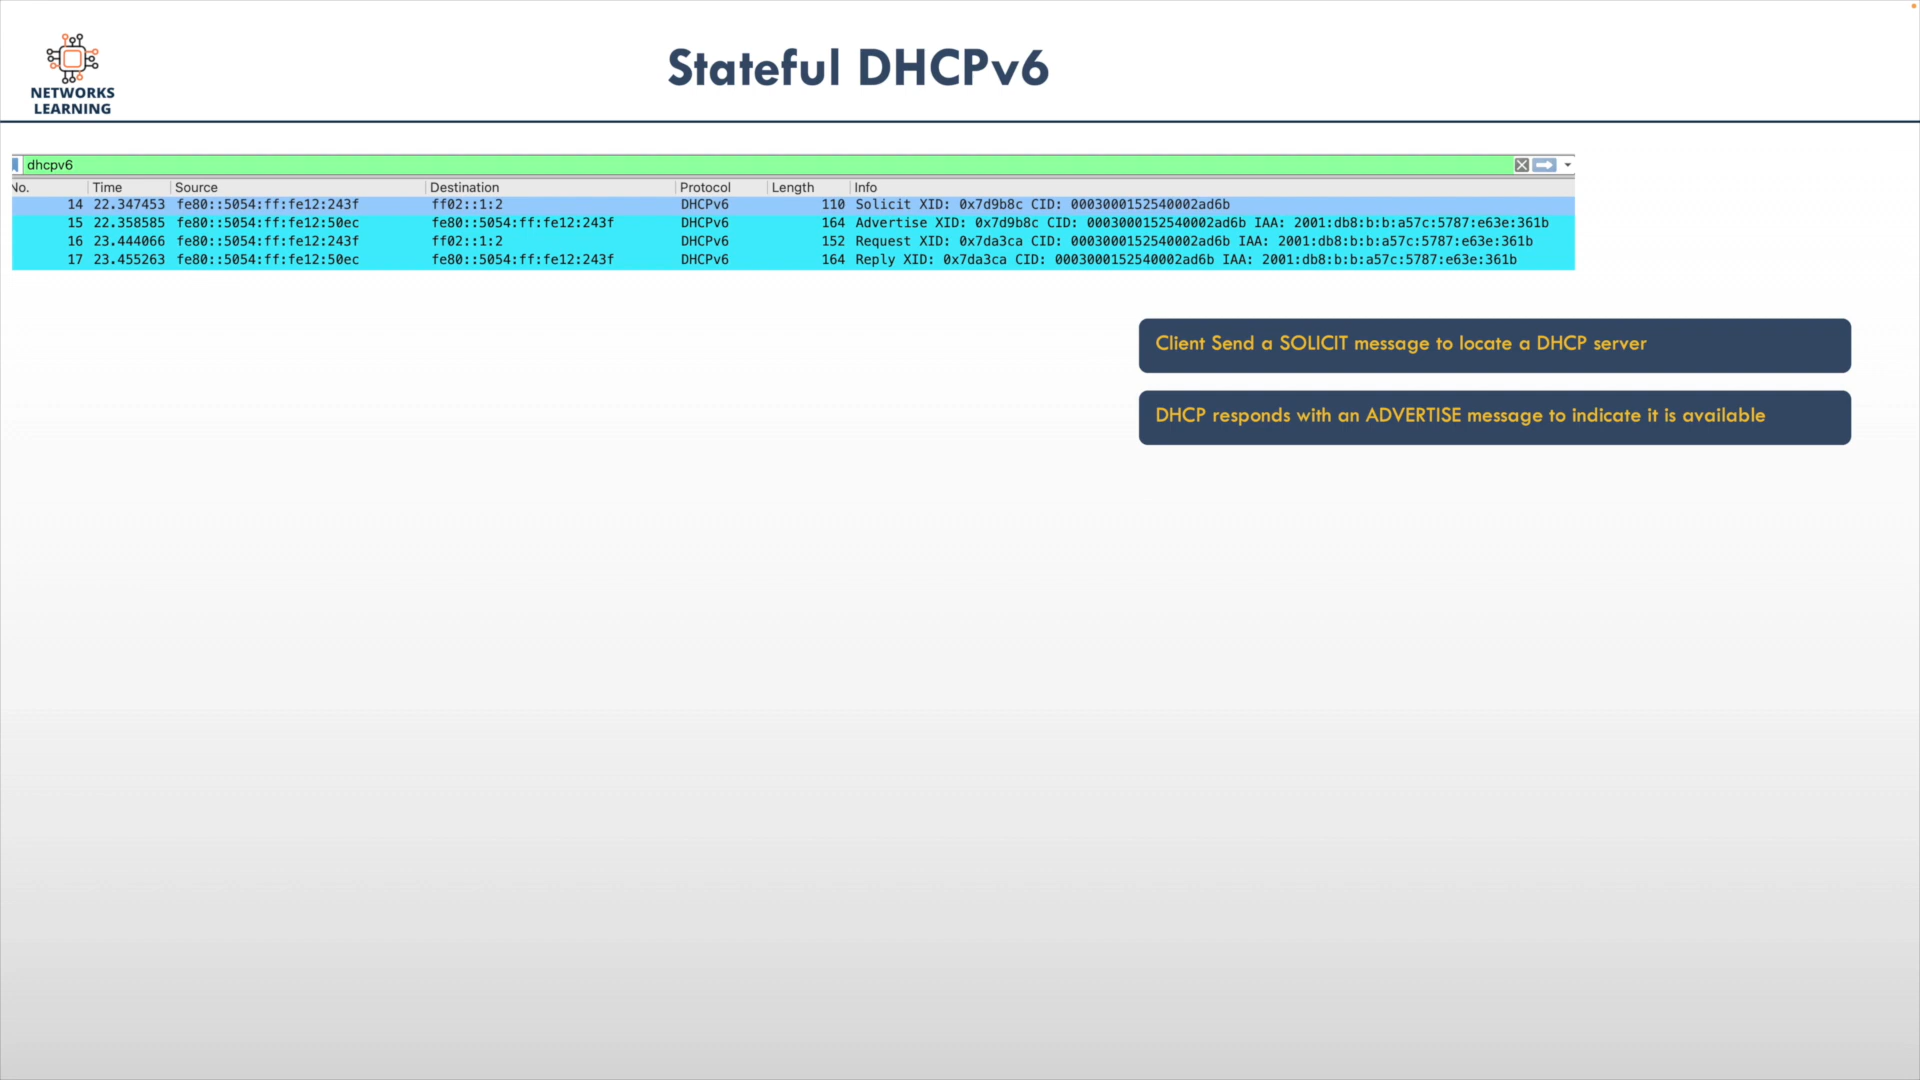 NETWORKS
LEARNING
Stateful DHCPv6
dhcpv6
No. Time Source Destination Protocol Length Info
14 22.347453 fe80::5054:ff:fe12:243f ff02::1:2 DHCPv6 110 Solicit XID: 0x7d9b8c CID: 0003000152540002ad6b
15 22.358585 fe80::5054:ff:fe12:50ec fe80::5054:ff:fe12:243f DHCPv6 164 Advertise XID: 0x7d9b8c CID: 0003000152540002ad6b IAA: 2001:db8:b:b:a57c:5787:e63e:361b
16 23.444066 fe80::5054:ff:fe12:243f ff02::1:2 DHCPv6 152 Request XID: 0x7da3ca CID: 0003000152540002ad6b IAA: 2001:db8:b:b:a57c:5787:e63e:361b
17 23.455263 fe80::5054:ff:fe12:50ec fe80::5054:ff:fe12:243f DHCPv6 164 Reply XID: 0x7da3ca CID: 0003000152540002ad6b IAA: 2001:db8:b:b:a57c:5787:e63e:361b
Client Send a SOLICIT message to locate a DHCP server
DHCP responds with an ADVERTISE message to indicate it is available